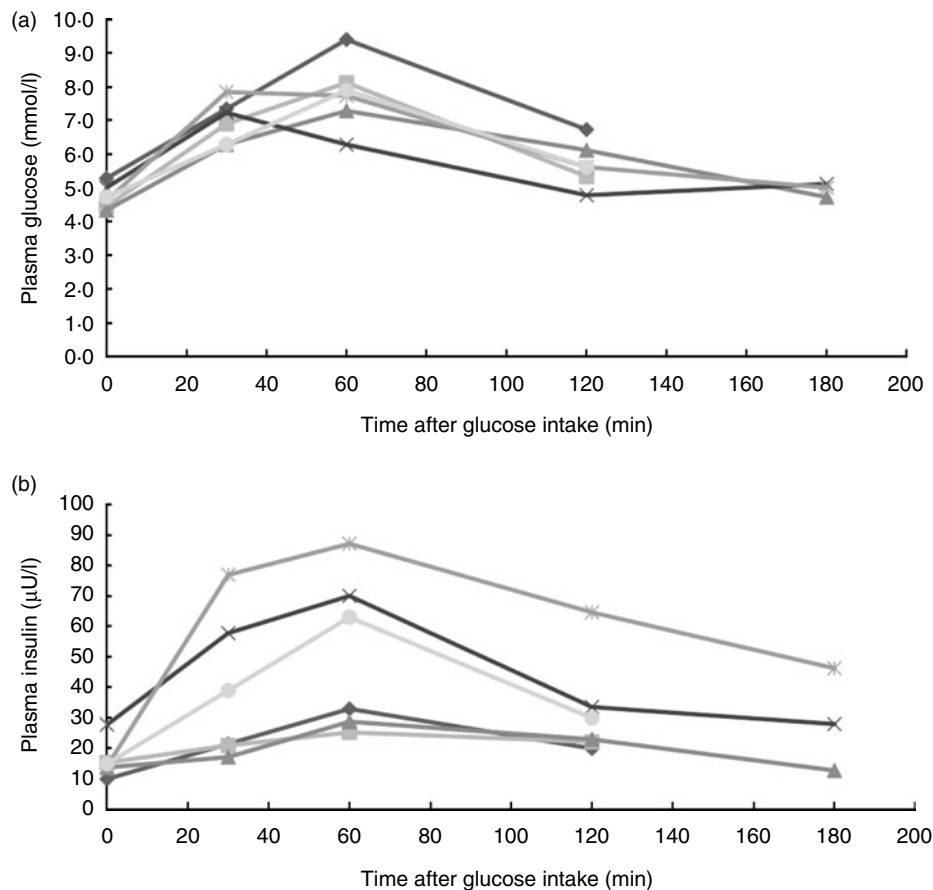 (a)
10·0
9·0
8·0
7·0
6·0
5·0
4·0
3·0
2·0
1·0
0·0
Plasma glucose (mmol/l)
0 20 40 60 80 100 120 140 160 180 200
Time after glucose intake (min)
(b)
100
90
80
70
60
50
40
30
20
10
0
Plasma insulin (μU/l)
0 20 40 60 80 100 120 140 160 180 200
Time after glucose intake (min)